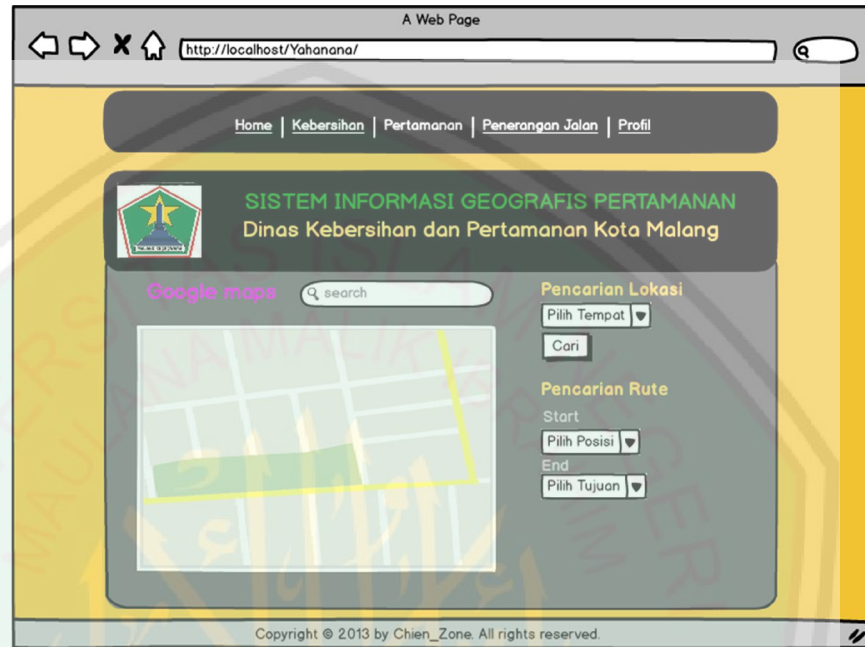 A Web Page
http://localhost/Yahanana/
Home | Kebersihan | Pertamanan | Penerangan Jalan | Profil
SISTEM INFORMASI GEOGRAFIS PERTAMANAN
Dinas Kebersihan dan Pertamanan Kota Malang
Google maps
search
Pencarian Lokasi
Pilih Tempat
Cari
Pencarian Rute
Start
Pilih Posisi
End
Pilih Tujuan
Copyright © 2013 by Chien_Zone. All rights reserved.